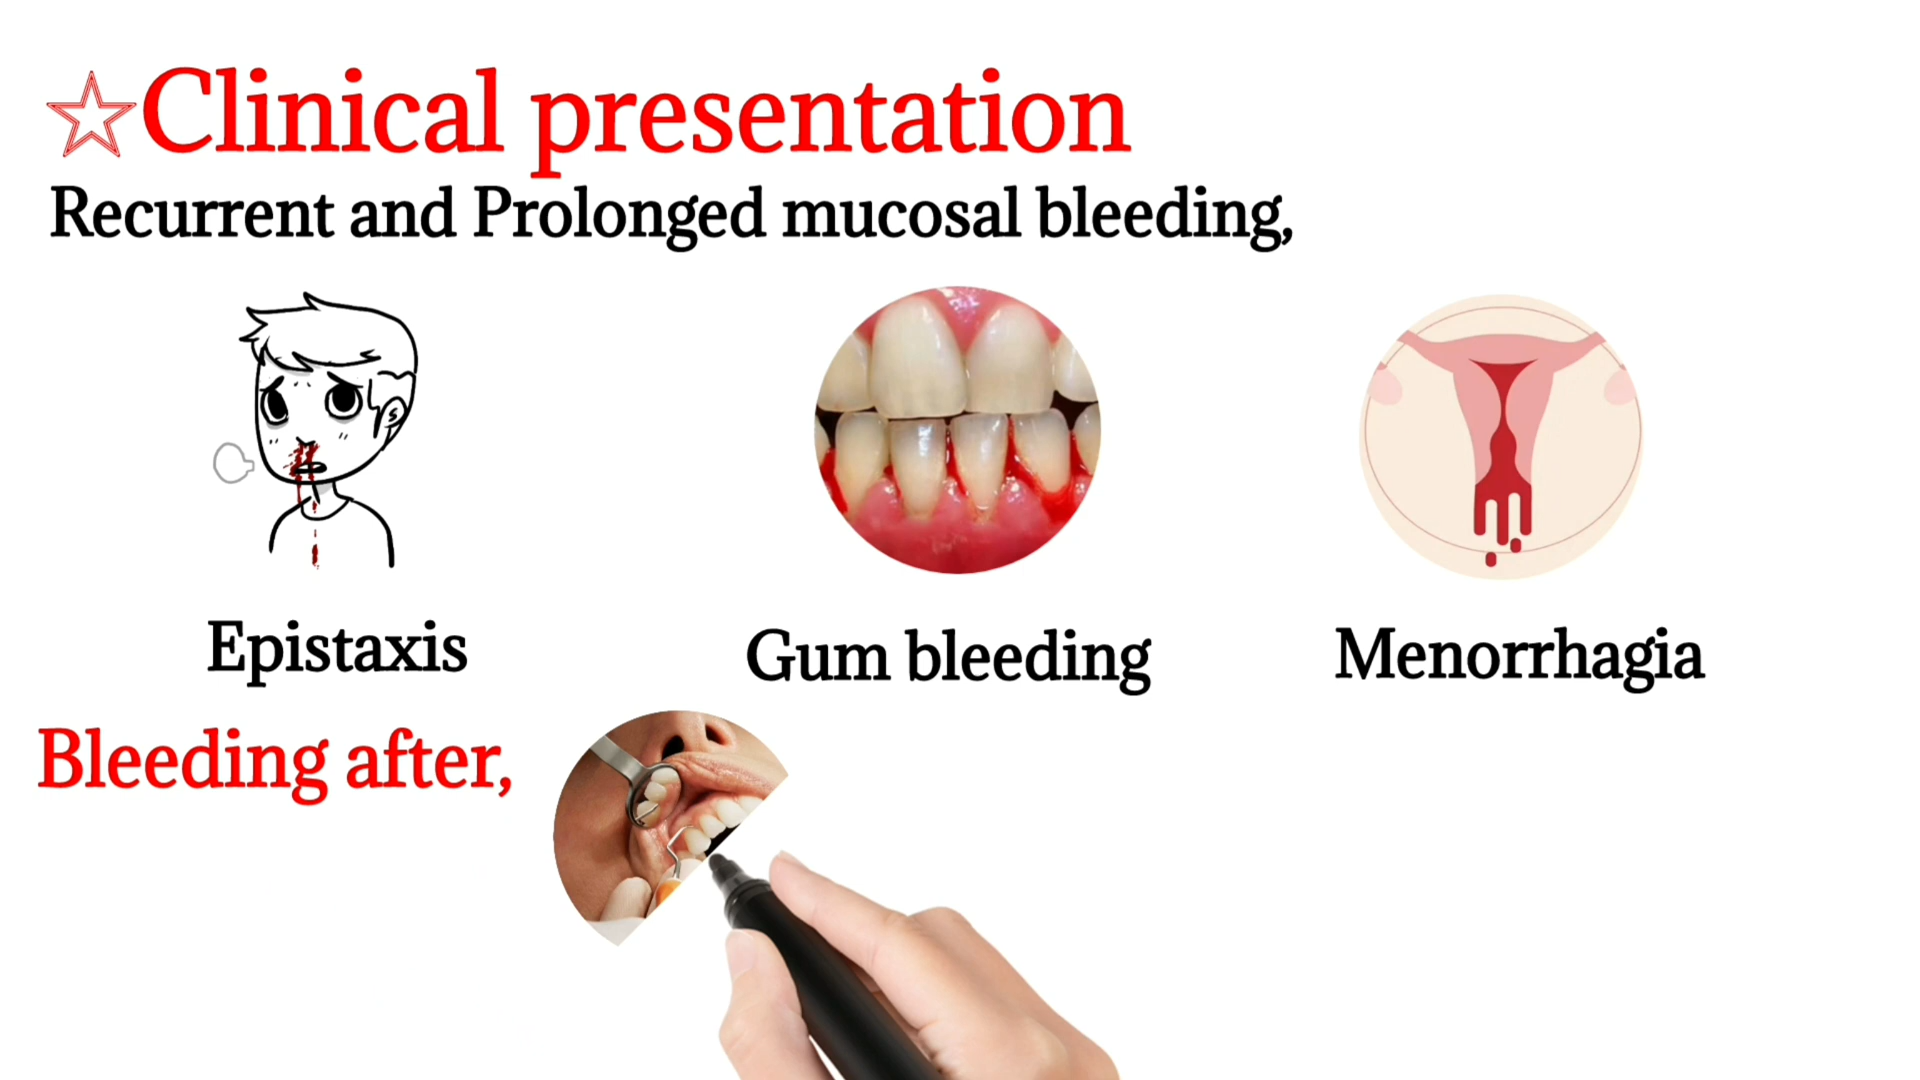 ☆Clinical presentation
Recurrent and Prolonged mucosal bleeding,
Epistaxis
Gum bleeding
Menorrhagia
Bleeding after,